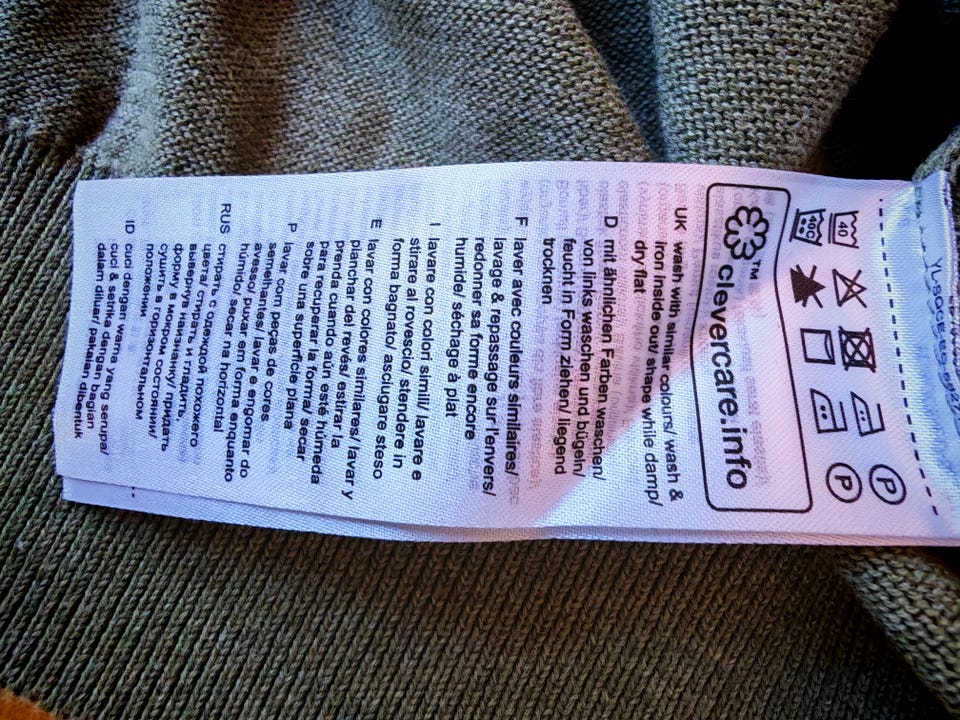 40 P
40 P
clevercare.info™
UK wash with similar colours/ wash &
iron inside out/ shape while damp/
dry flat
D mit ähnlichen Farben waschen/
von links waschen und bügeln/
feucht in Form ziehen/ liegend
trocknen
F laver avec couleurs similaires/
lavage & repassage sur l'envers/
redonner sa forme encore
humide/ séchage à plat
I lavare con colori simili/ lavare e
stirare al rovescio/ stendere in
forma bagnato/ asciugare steso
E lavar con colores similares/ lavar y
planchar del revés/ estirar la
prenda cuando aún esté húmeda
para recuperar la forma/ secar
sobre una superficie plana
P lavar com peças de cores
semelhantes/ lavar e engomar do
avesso/ puxar em forma enquanto
húmido/ secar na horizontal
RUS стирать с одеждой похожего
цвета/ стирать и гладить,
вывернув наизнанку/ придать
форму в мокром состоянии/
сушить в горизонтальном
положении
ID cuci dengan warna yang serupa/
cuci & setrika dengan bagian
dalam diluar/ pakaian dibentuk